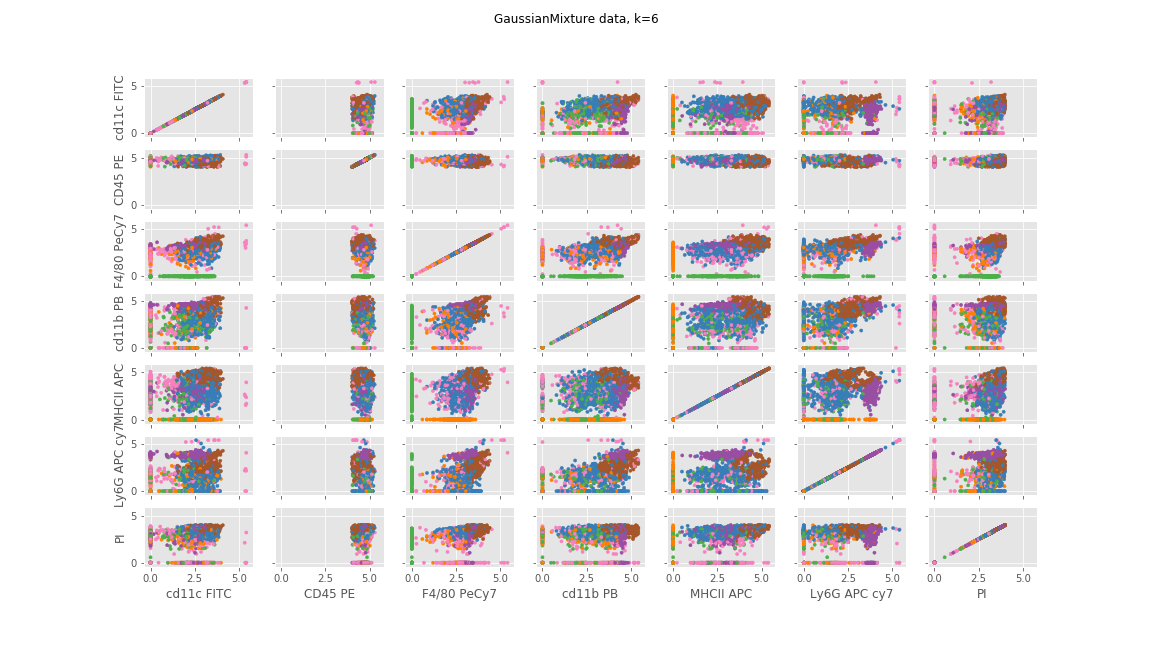 GaussianMixture data, k=6
cd11c FITC
5
0
CD45 PE
5
0
F4/80 PeCy7
5
0
cd11b PB
5
0
MHCII APC
5
0
Ly6G APC cy7
5
0
PI
5
0
0.0 2.5 5.0 0.0 2.5 5.0 0.0 2.5 5.0 0.0 2.5 5.0 0.0 2.5 5.0 0.0 2.5 5.0 0.0 2.5 5.0
cd11c FITC CD45 PE F4/80 PeCy7 cd11b PB MHCII APC Ly6G APC cy7 PI